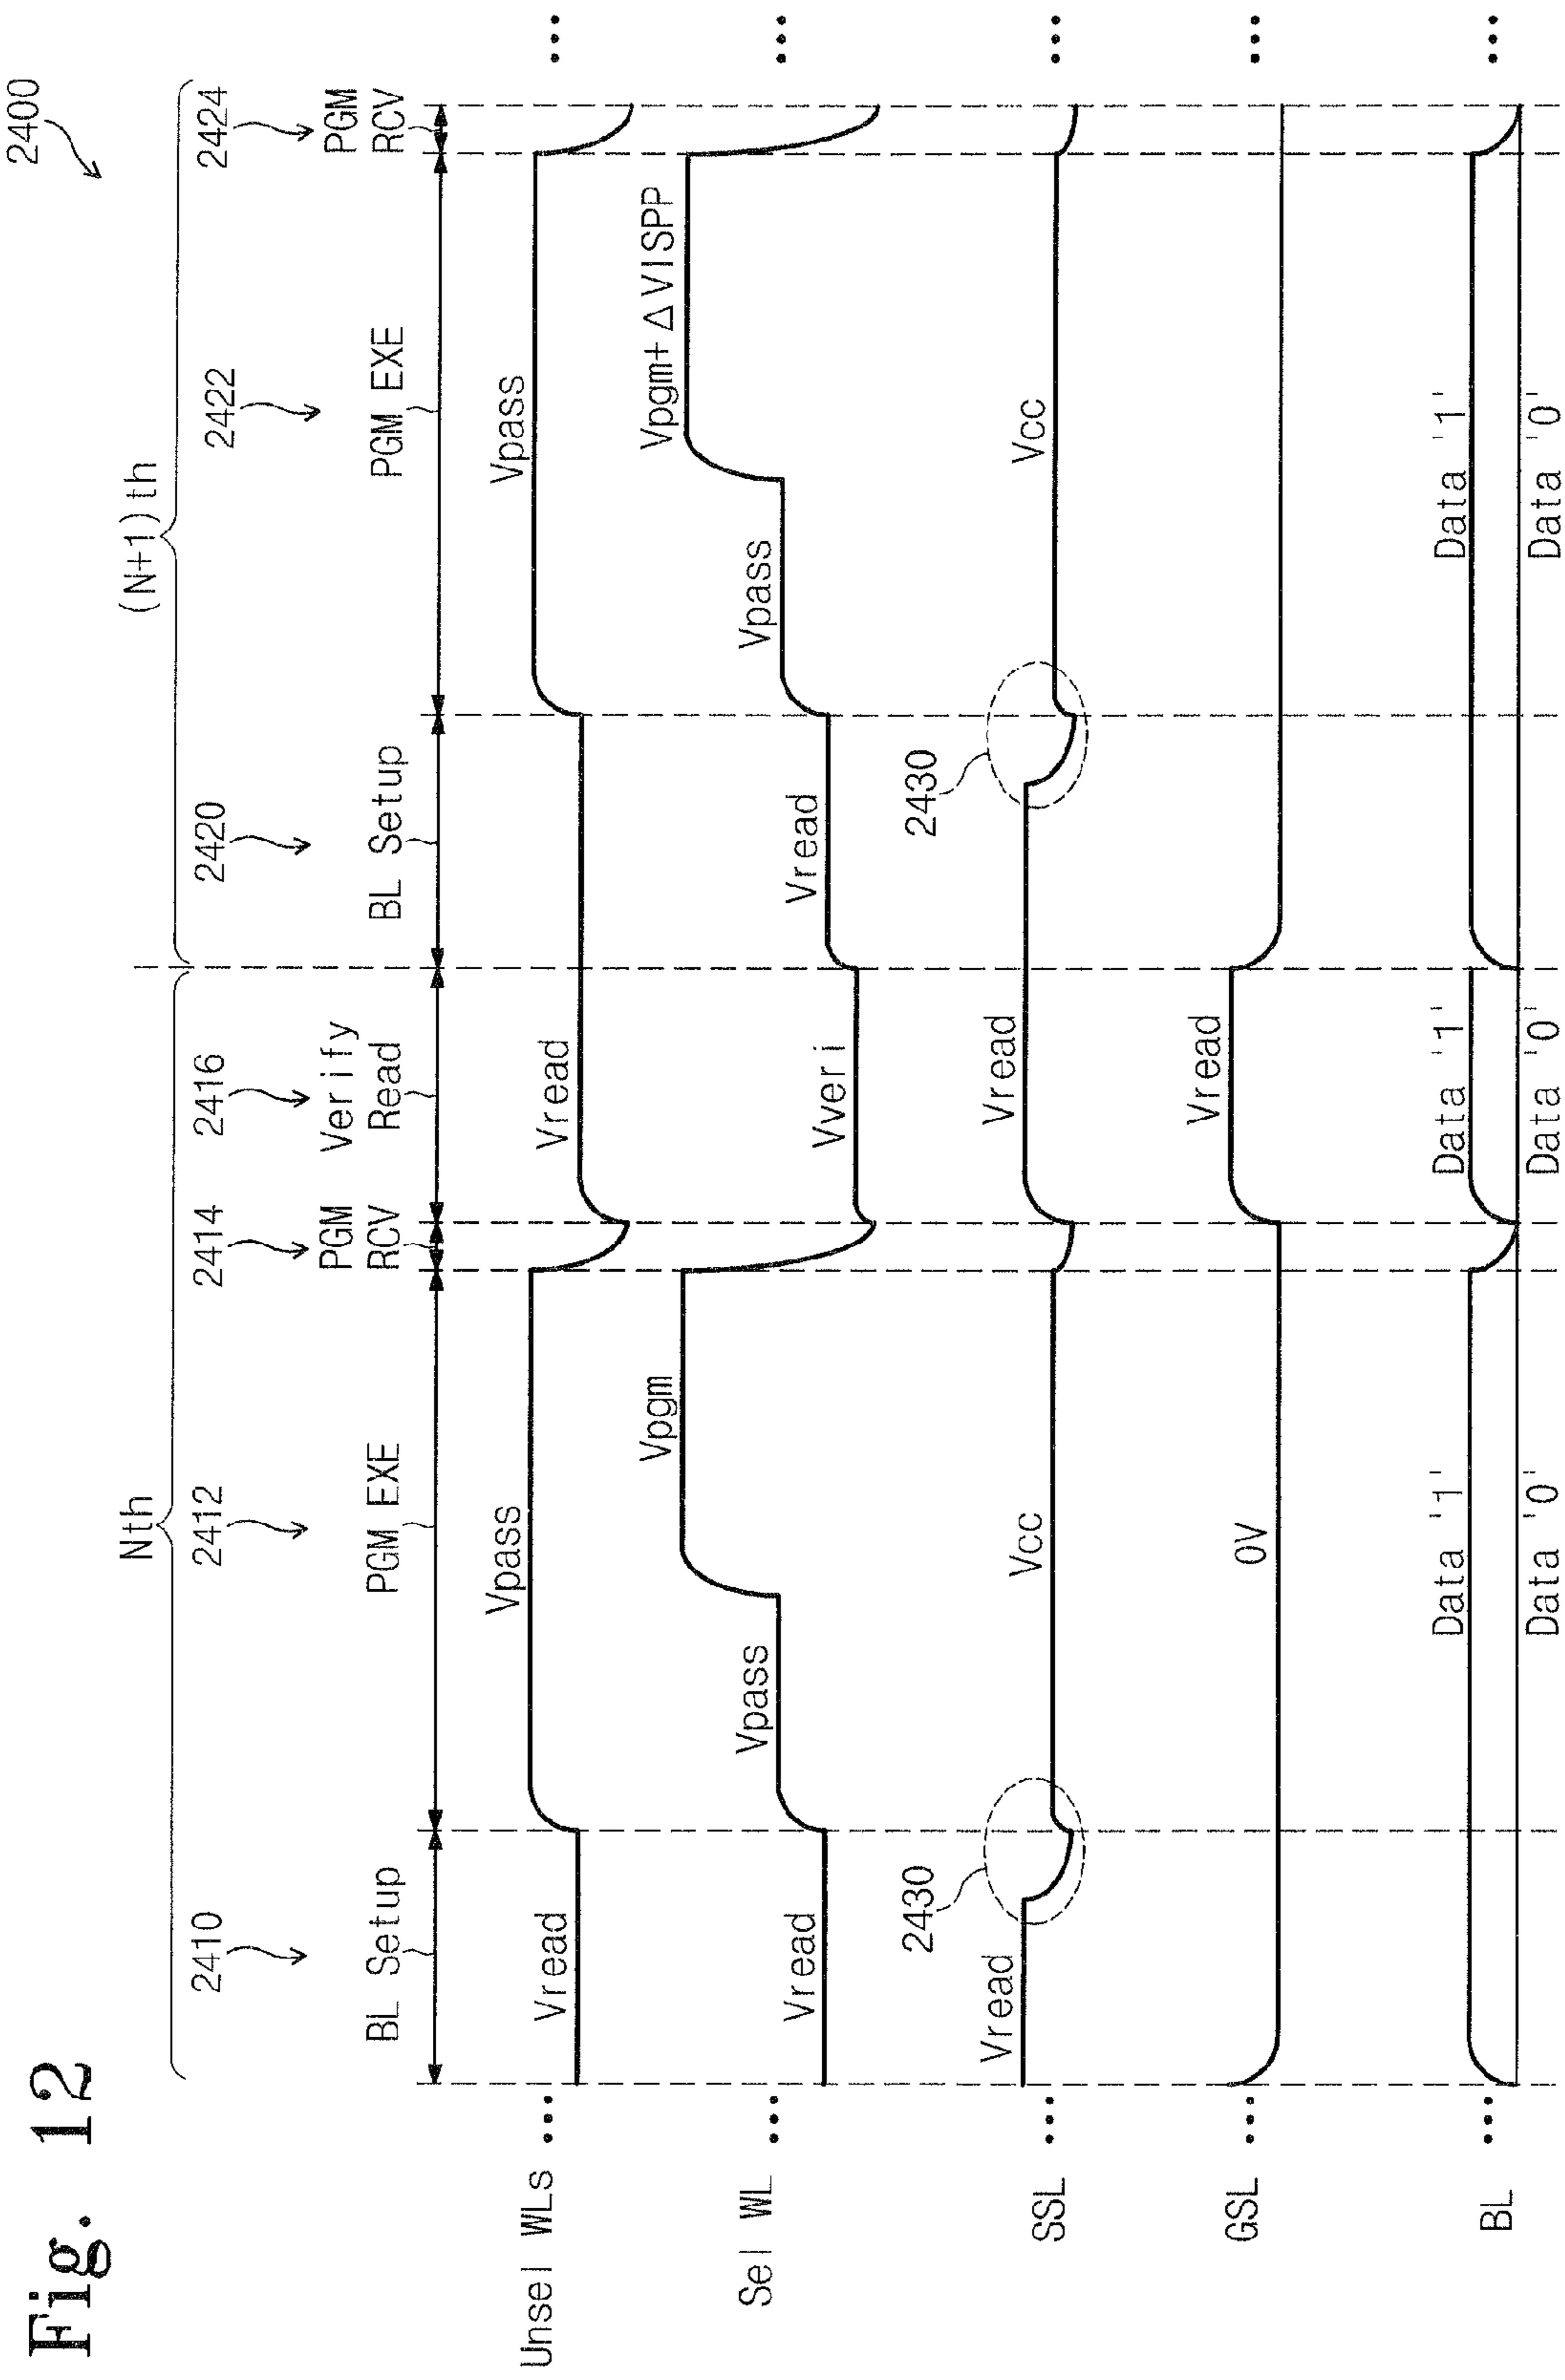 Fig. 12
2400
Nth
(N+1)th
2410
2412
2414
2416
2420
2422
2424
BL Setup
PGM EXE
PGM
RCV
Verify
Read
BL Setup
PGM EXE
PGM
RCV
Unsel WLs
Vread
Vpass
Vread
Vpass
Sel WL
Vread
Vpass
Vpgm
Vveri
Vread
Vpass
Vpgm+△VISPP
SSL
Vread
2430
Vcc
Vread
2430
Vcc
GSL
0V
Vread
BL
Data '1'
Data '0'
Data '1'
Data '0'
Data '1'
Data '0'